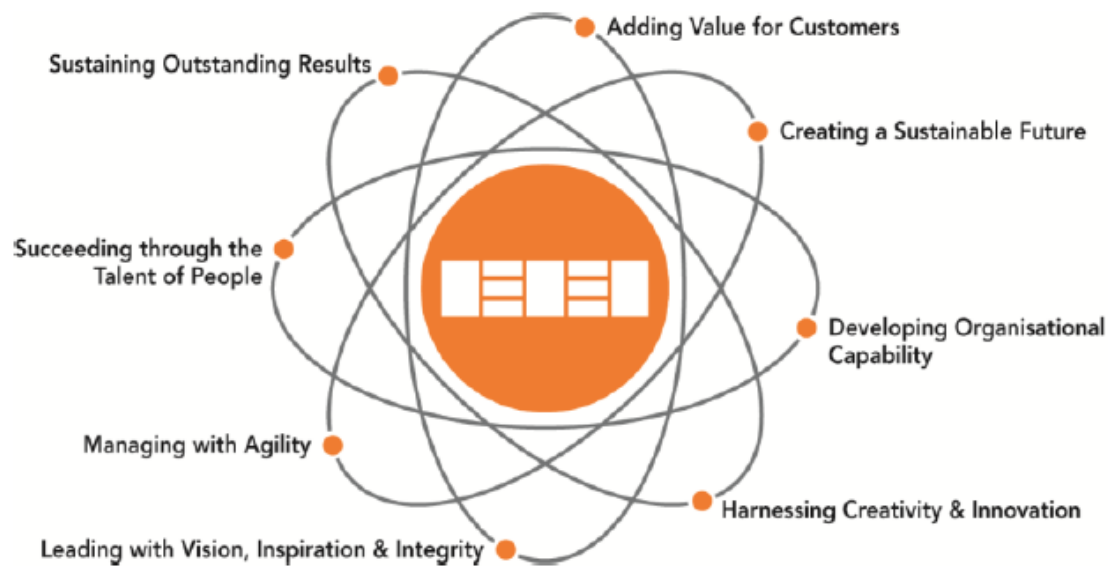 Adding Value for Customers
Sustaining Outstanding Results
Creating a Sustainable Future
Succeeding through the
Talent of People
Developing Organisational
Capability
Managing with Agility
Harnessing Creativity & Innovation
Leading with Vision, Inspiration & Integrity